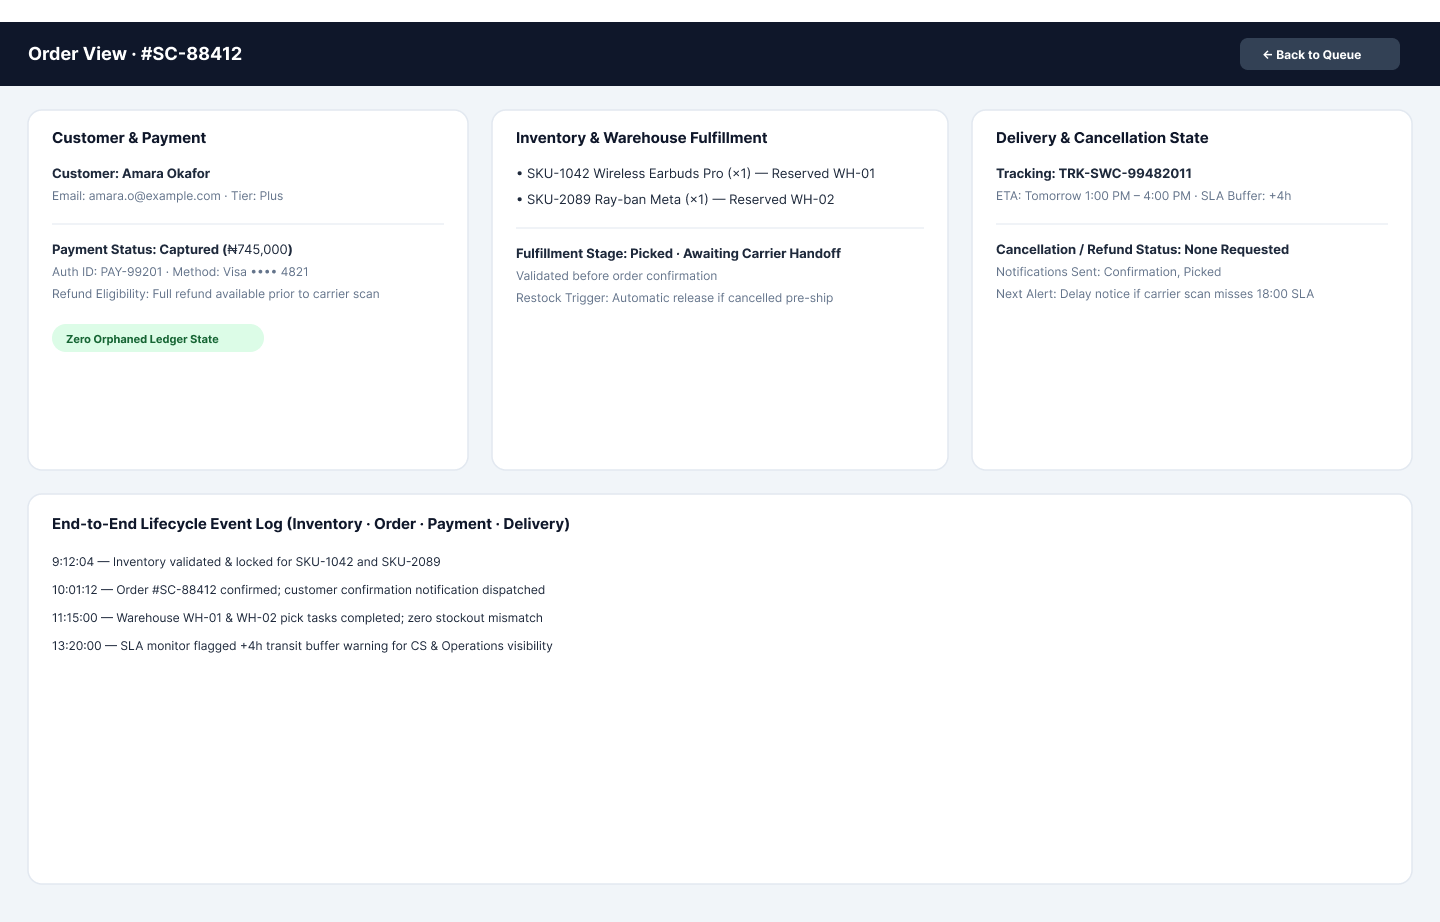 Order View · #SC-88412
← Back to Queue
Customer & Payment
Customer: Amara Okafor
Email: amara.o@example.com · Tier: Plus
Payment Status: Captured (₦745,000)
Auth ID: PAY-99201 · Method: Visa •••• 4821
Refund Eligibility: Full refund available prior to carrier scan
Zero Orphaned Ledger State
Inventory & Warehouse Fulfillment
• SKU-1042 Wireless Earbuds Pro (×1) — Reserved WH-01
• SKU-2089 Ray-ban Meta (×1) — Reserved WH-02
Fulfillment Stage: Picked · Awaiting Carrier Handoff
Validated before order confirmation
Restock Trigger: Automatic release if cancelled pre-ship
Delivery & Cancellation State
Tracking: TRK-SWC-99482011
ETA: Tomorrow 1:00 PM – 4:00 PM · SLA Buffer: +4h
Cancellation / Refund Status: None Requested
Notifications Sent: Confirmation, Picked
Next Alert: Delay notice if carrier scan misses 18:00 SLA
End-to-End Lifecycle Event Log (Inventory · Order · Payment · Delivery)
9:12:04 — Inventory validated & locked for SKU-1042 and SKU-2089
10:01:12 — Order #SC-88412 confirmed; customer confirmation notification dispatched
11:15:00 — Warehouse WH-01 & WH-02 pick tasks completed; zero stockout mismatch
13:20:00 — SLA monitor flagged +4h transit buffer warning for CS & Operations visibility